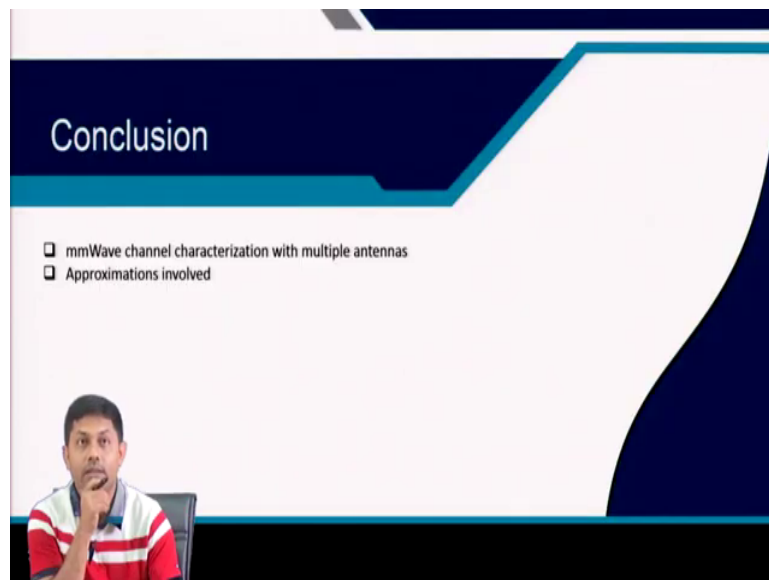 Conclusion
mmWave channel characterization with multiple antennas
Approximations involved